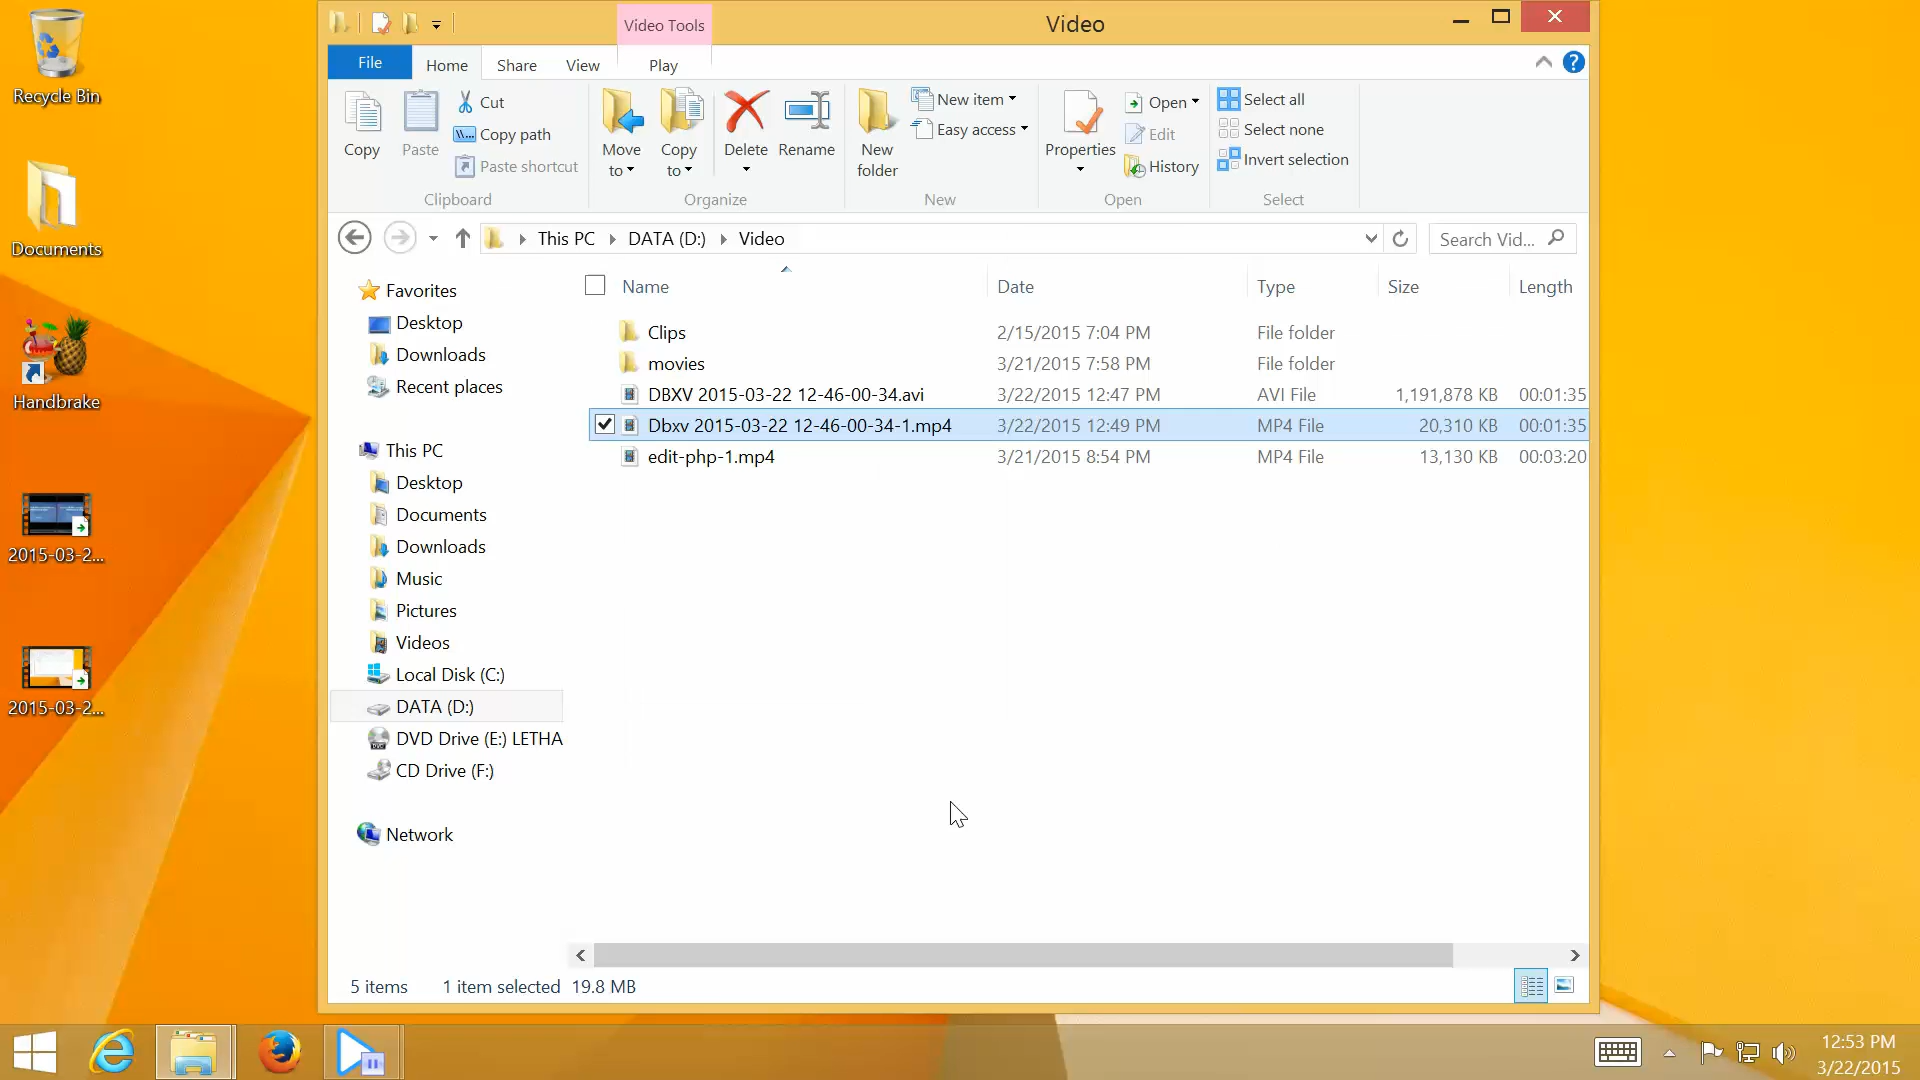 Recycle Bin
Documents
Handbrake
2015-03-2...
2015-03-2...
Video Tools
Video
File
Home
Share
View
Play
Copy
Paste
Cut
Copy path
Paste shortcut
Clipboard
Move to
Copy to
Delete
Rename
Organize
New folder
New item
Easy access
New
Properties
Open
Edit
History
Open
Select all
Select none
Invert selection
Select
This PC
DATA (D:)
Video
Search Vid...
Favorites
Desktop
Downloads
Recent places
This PC
Desktop
Documents
Downloads
Music
Pictures
Videos
Local Disk (C:)
DATA (D:)
DVD Drive (E:) LETHA
CD Drive (F:)
Network
Name Date Type Size Length
Clips 2/15/2015 7:04 PM File folder
movies 3/21/2015 7:58 PM File folder
DBXV 2015-03-22 12-46-00-34.avi 3/22/2015 12:47 PM AVI File 1,191,878 KB 00:01:35
Dbxv 2015-03-22 12-46-00-34-1.mp4 3/22/2015 12:49 PM MP4 File 20,310 KB 00:01:35
edit-php-1.mp4 3/21/2015 8:54 PM MP4 File 13,130 KB 00:03:20
5 items 1 item selected 19.8 MB
12:53 PM
3/22/2015